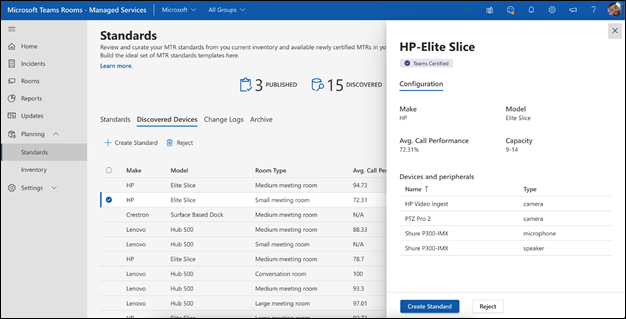 Microsoft Teams Rooms - Managed Services
Microsoft
All Groups
Home
Incidents
Rooms
Reports
Updates
Planning
Standards
Inventory
Settings
Standards
Review and curate your MTR standards from you current inventory and available newly certified MTRs in yo
Build the ideal set of MTR standards templates here.
Learn more.
3 PUBLISHED
15 DISCOVERED
Standards Discovered Devices Change Logs Archive
+ Create Standard Reject
Make Model Room Type Avg. Call Perf
HP Elite Slice Medium meeting room 94.73
HP Elite Slice Small meeting room 72.31
Crestron Surface Based Dock Medium meeting room N/A
Lenovo Hub 500 Medium meeting room 88.33
Lenovo Hub 500 Small meeting room N/A
HP Elite Slice Medium meeting room 78.7
Lenovo Hub 500 Conversation room 100
Lenovo Hub 500 Medium meeting room 93.3
Lenovo Hub 500 Large meeting room 97.01
HP-Elite Slice
Teams Certified
Configuration
Make Model
HP Elite Slice
Avg. Call Performance Capacity
72.31% 9-14
Devices and peripherals
Name ↑ Type
HP Video Ingest camera
PTZ Pro 2 camera
Shure P300-IMX microphone
Shure P300-IMX speaker
Create Standard Reject